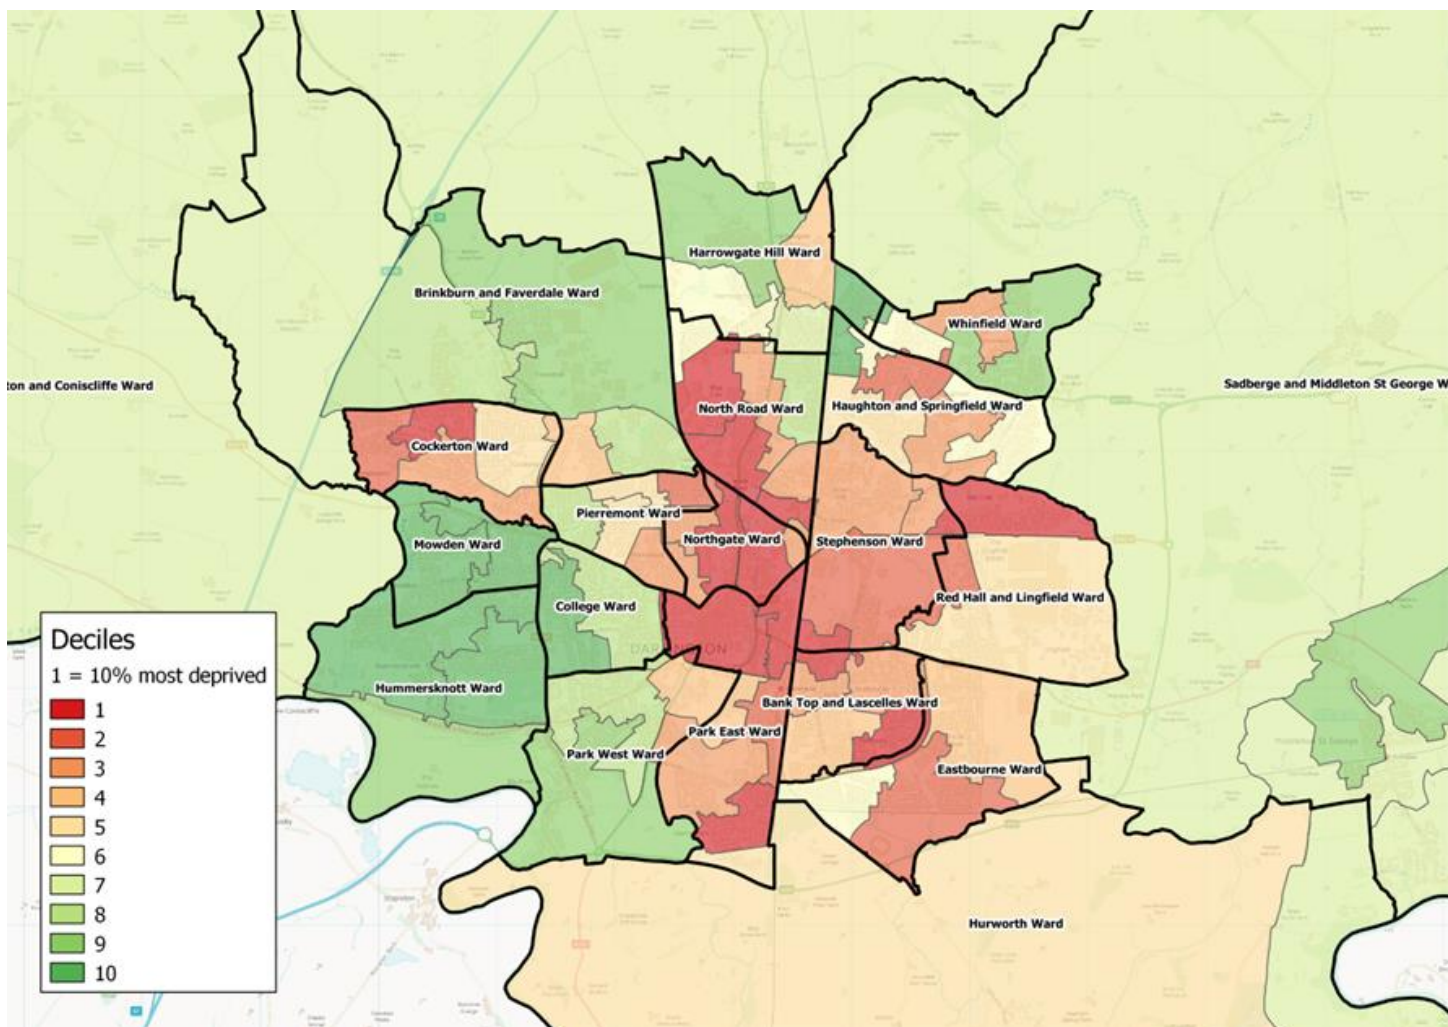 Harrowgate Hill Ward
Brinkburn and Faverdale Ward
Whinfield Ward
ton and Coniscliffe Ward
Sadberge and Middleton St George W
North Road Ward
Haughton and Springfield Ward
Cockerton Ward
Pierremont Ward
Northgate Ward
Stephenson Ward
Mowden Ward
College Ward
Red Hall and Lingfield Ward
Hummersknott Ward
Bank Top and Lascelles Ward
Park East Ward
Park West Ward
Eastbourne Ward
Hurworth Ward
Deciles
1 = 10% most deprived
1
2
3
4
5
6
7
8
9
10